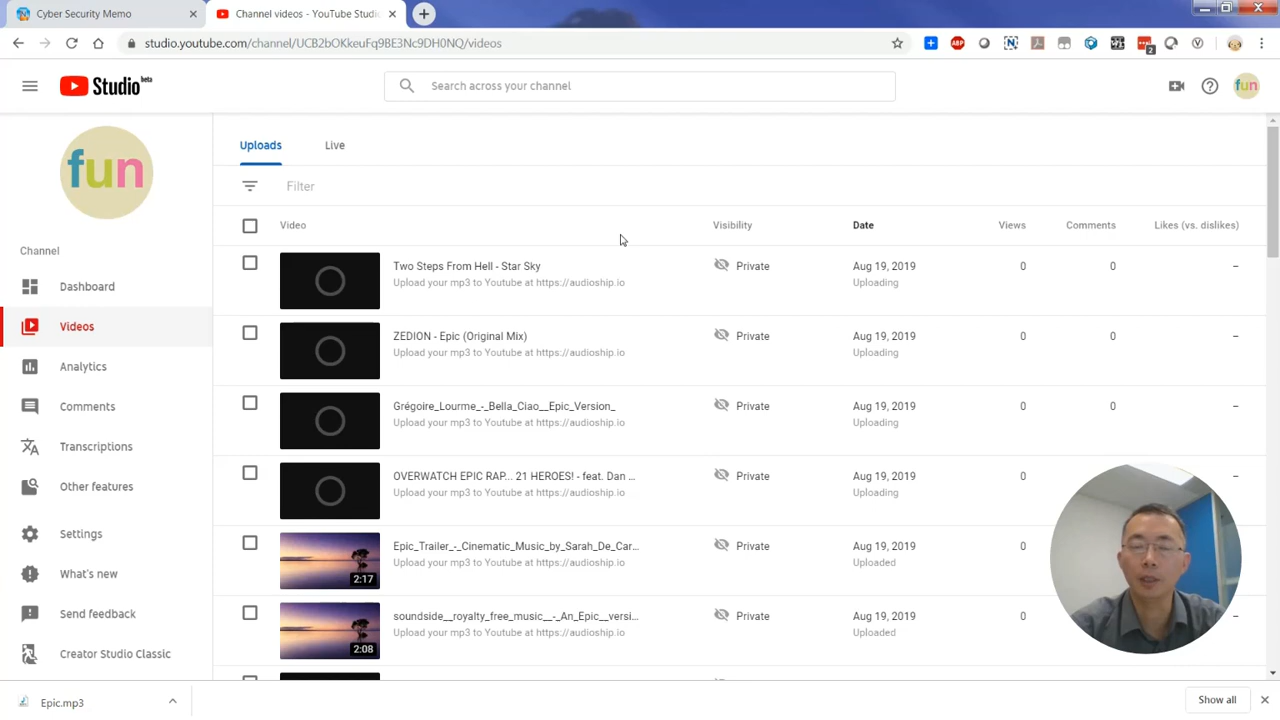 Cyber Security Memo
Channel videos - YouTube Studio
studio.youtube.com/channel/UCB2bOKkeuFq9BE3Nc9DH0NQ/videos
ABP
N
2
V
Studio beta
Search across your channel
fun
fun
Channel
Dashboard
Videos
Analytics
Comments
Transcriptions
Other features
Settings
What's new
Send feedback
Creator Studio Classic
Uploads
Live
Filter
Video Visibility Date Views Comments Likes (vs. dislikes)
Two Steps From Hell - Star Sky Private Aug 19, 2019 0 0 –
Upload your mp3 to Youtube at https://audioship.io Uploading
ZEDION - Epic (Original Mix) Private Aug 19, 2019 0 0 –
Upload your mp3 to Youtube at https://audioship.io Uploading
Grégoire_Lourme_-_Bella_Ciao__Epic_Version_ Private Aug 19, 2019 0 0 –
Upload your mp3 to Youtube at https://audioship.io Uploading
OVERWATCH EPIC RAP... 21 HEROES! - feat. Dan ... Private Aug 19, 2019 0 –
Upload your mp3 to Youtube at https://audioship.io Uploading
Epic_Trailer_-_Cinematic_Music_by_Sarah_De_Car... Private Aug 19, 2019 0 –
Upload your mp3 to Youtube at https://audioship.io Uploaded
2:17
soundside__royalty_free_music__-_An_Epic__versi... Private Aug 19, 2019 0 –
Upload your mp3 to Youtube at https://audioship.io Uploaded
2:08
Epic.mp3
Show all